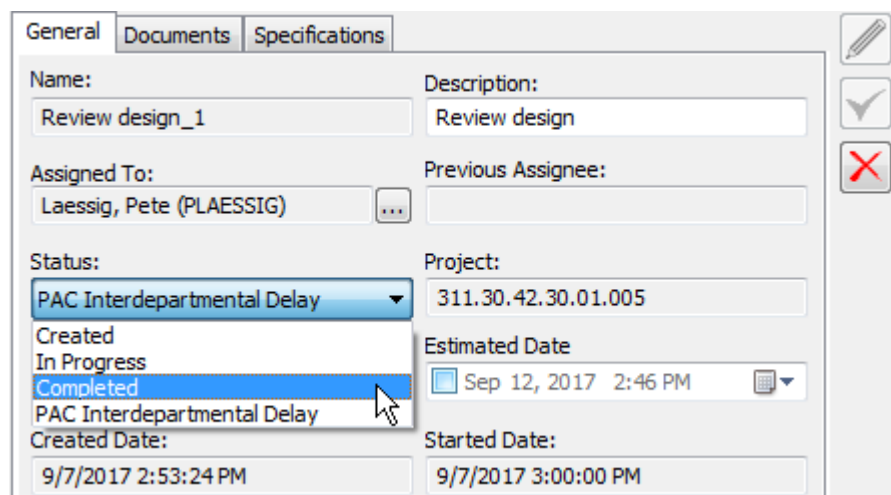 General Documents Specifications
Name:
Review design_1
Description:
Review design
Assigned To:
Laessig, Pete (PLAESSIG) ...
Previous Assignee:
Status:
PAC Interdepartmental Delay
Project:
311.30.42.30.01.005
Created
In Progress
Completed
PAC Interdepartmental Delay
Estimated Date
Sep 12, 2017 2:46 PM
Created Date:
9/7/2017 2:53:24 PM
Started Date:
9/7/2017 3:00:00 PM